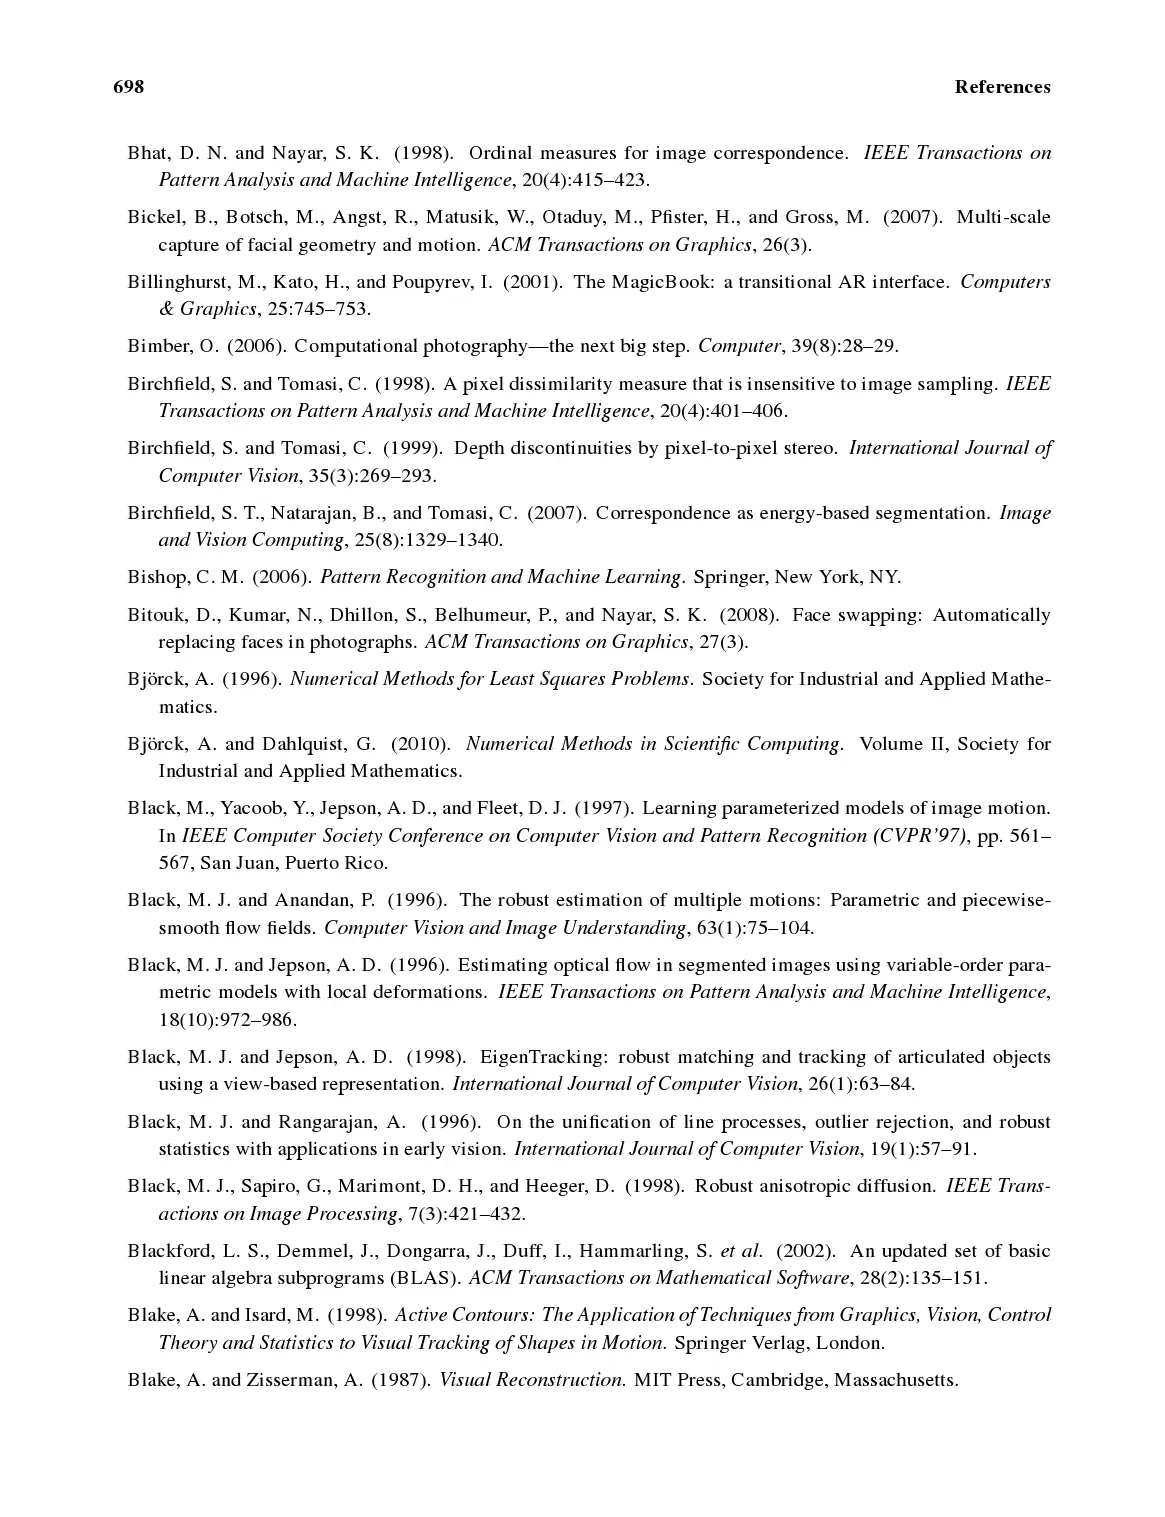 698
References
Bhat, D. N. and Nayar, S. K. (1998). Ordinal measures for image correspondence. IEEE Transactions on
Pattern Analysis and Machine Intelligence, 20(4):415–423.
Bickel, B., Botsch, M., Angst, R., Matusik, W., Otaduy, M., Pfister, H., and Gross, M. (2007). Multi-scale
capture of facial geometry and motion. ACM Transactions on Graphics, 26(3).
Billinghurst, M., Kato, H., and Poupyrev, I. (2001). The MagicBook: a transitional AR interface. Computers
& Graphics, 25:745–753.
Bimber, O. (2006). Computational photography—the next big step. Computer, 39(8):28–29.
Birchfield, S. and Tomasi, C. (1998). A pixel dissimilarity measure that is insensitive to image sampling. IEEE
Transactions on Pattern Analysis and Machine Intelligence, 20(4):401–406.
Birchfield, S. and Tomasi, C. (1999). Depth discontinuities by pixel-to-pixel stereo. International Journal of
Computer Vision, 35(3):269–293.
Birchfield, S. T., Natarajan, B., and Tomasi, C. (2007). Correspondence as energy-based segmentation. Image
and Vision Computing, 25(8):1329–1340.
Bishop, C. M. (2006). Pattern Recognition and Machine Learning. Springer, New York, NY.
Bitouk, D., Kumar, N., Dhillon, S., Belhumeur, P., and Nayar, S. K. (2008). Face swapping: Automatically
replacing faces in photographs. ACM Transactions on Graphics, 27(3).
Björck, A. (1996). Numerical Methods for Least Squares Problems. Society for Industrial and Applied Mathe-
matics.
Björck, A. and Dahlquist, G. (2010). Numerical Methods in Scientific Computing. Volume II, Society for
Industrial and Applied Mathematics.
Black, M., Yacoob, Y., Jepson, A. D., and Fleet, D. J. (1997). Learning parameterized models of image motion.
In IEEE Computer Society Conference on Computer Vision and Pattern Recognition (CVPR’97), pp. 561–
567, San Juan, Puerto Rico.
Black, M. J. and Anandan, P. (1996). The robust estimation of multiple motions: Parametric and piecewise-
smooth flow fields. Computer Vision and Image Understanding, 63(1):75–104.
Black, M. J. and Jepson, A. D. (1996). Estimating optical flow in segmented images using variable-order para-
metric models with local deformations. IEEE Transactions on Pattern Analysis and Machine Intelligence,
18(10):972–986.
Black, M. J. and Jepson, A. D. (1998). EigenTracking: robust matching and tracking of articulated objects
using a view-based representation. International Journal of Computer Vision, 26(1):63–84.
Black, M. J. and Rangarajan, A. (1996). On the unification of line processes, outlier rejection, and robust
statistics with applications in early vision. International Journal of Computer Vision, 19(1):57–91.
Black, M. J., Sapiro, G., Marimont, D. H., and Heeger, D. (1998). Robust anisotropic diffusion. IEEE Trans-
actions on Image Processing, 7(3):421–432.
Blackford, L. S., Demmel, J., Dongarra, J., Duff, I., Hammarling, S. et al. (2002). An updated set of basic
linear algebra subprograms (BLAS). ACM Transactions on Mathematical Software, 28(2):135–151.
Blake, A. and Isard, M. (1998). Active Contours: The Application of Techniques from Graphics, Vision, Control
Theory and Statistics to Visual Tracking of Shapes in Motion. Springer Verlag, London.
Blake, A. and Zisserman, A. (1987). Visual Reconstruction. MIT Press, Cambridge, Massachusetts.